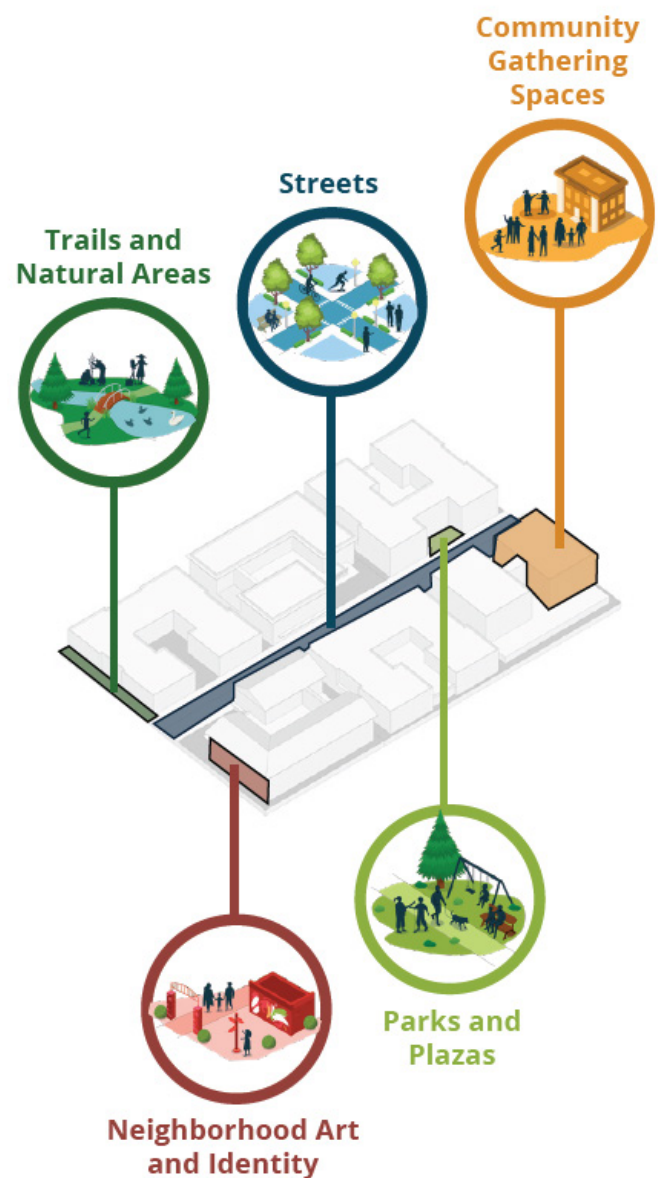 Community
Gathering
Spaces
Streets
Trails and
Natural Areas
Parks and
Plazas
Neighborhood Art
and Identity